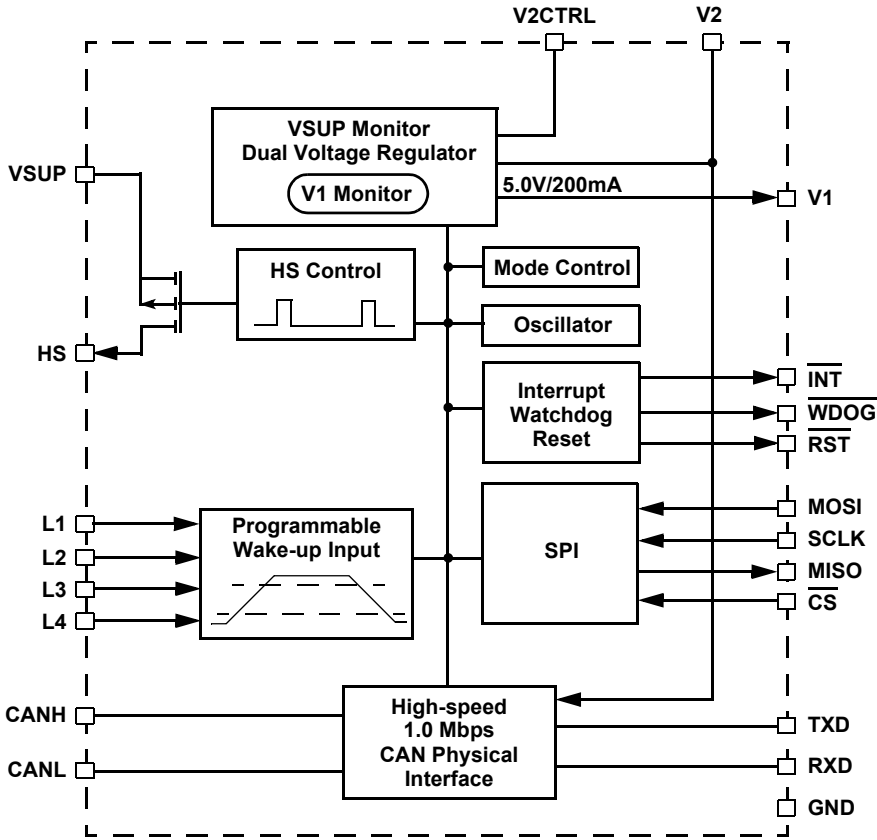 V2CTRL
V2
VSUP Monitor
Dual Voltage Regulator
V1 Monitor
5.0V/200mA
VSUP
V1
HS Control
Mode Control
Oscillator
HS
Interrupt
Watchdog
Reset
INT
WDOG
RST
L1
L2
L3
L4
Programmable
Wake-up Input
SPI
MOSI
SCLK
MISO
CS
CANH
CANL
High-speed
1.0 Mbps
CAN Physical
Interface
TXD
RXD
GND